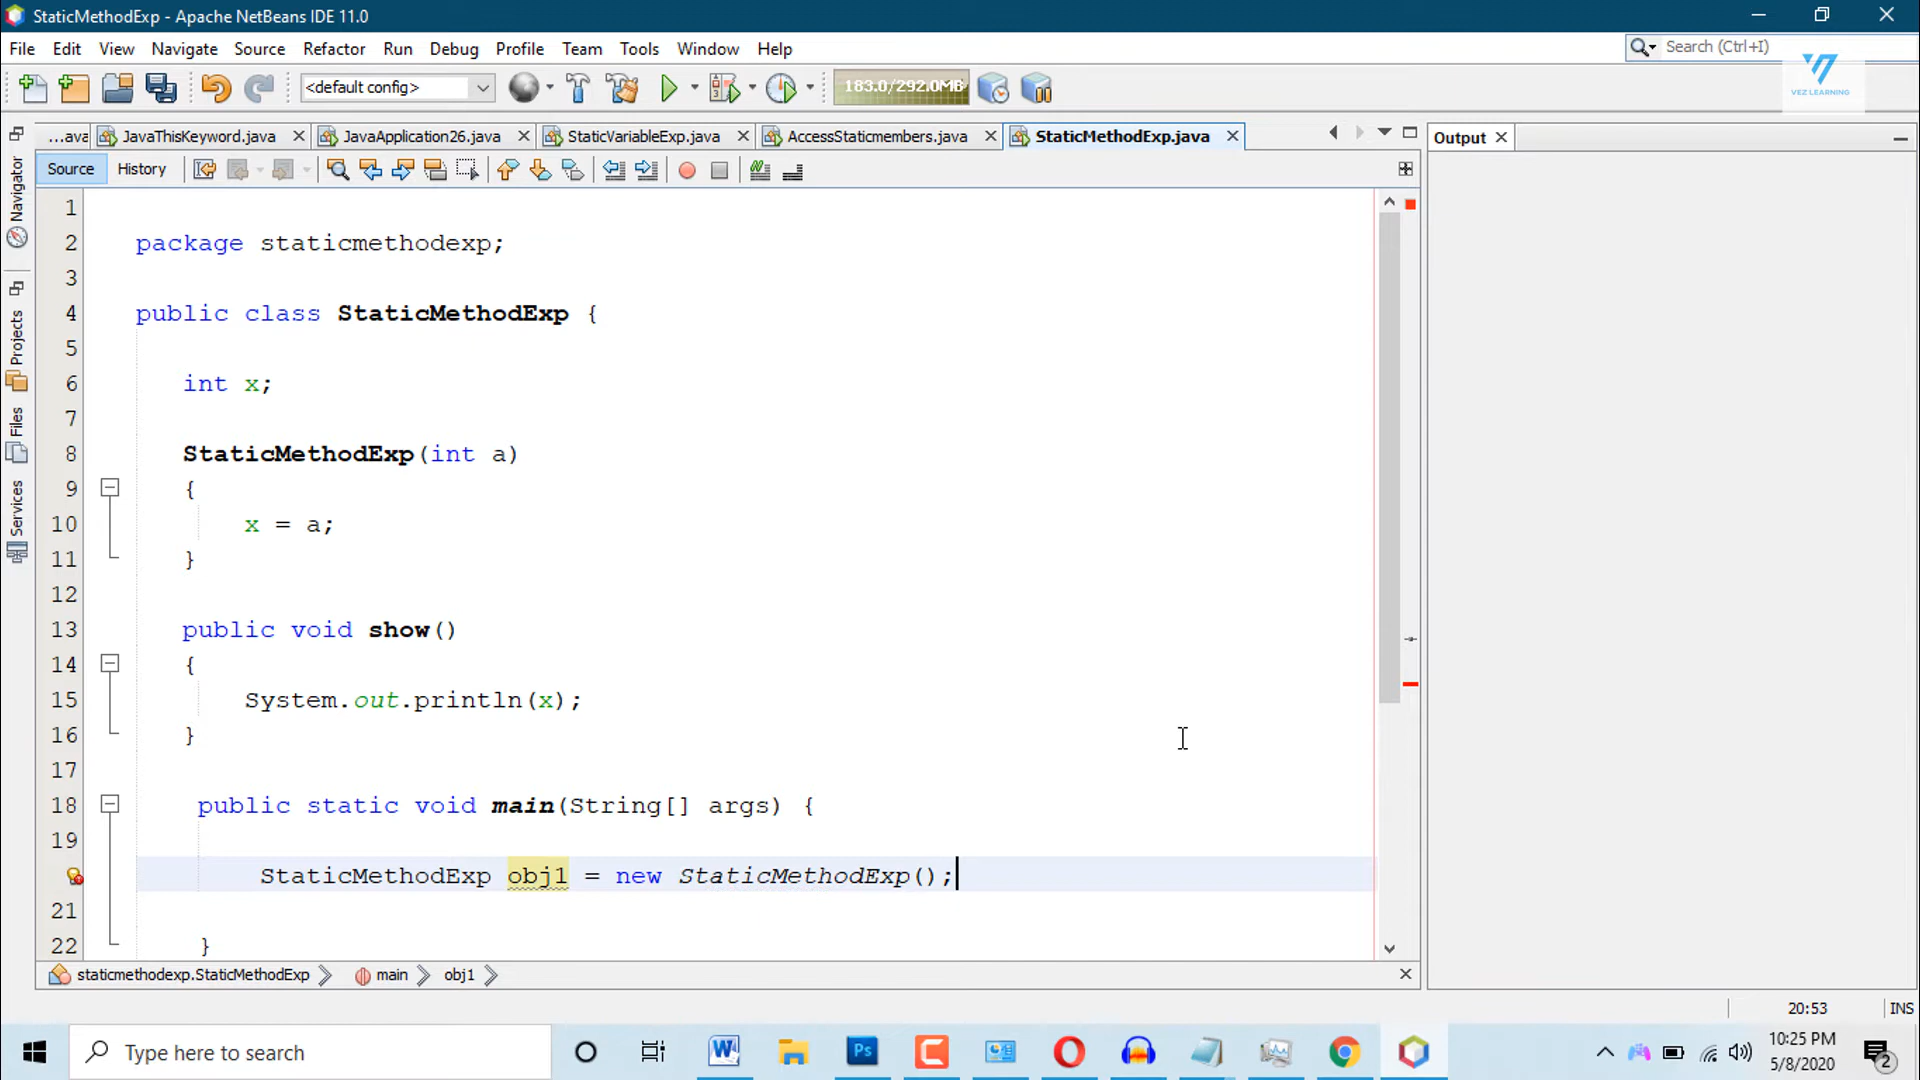 StaticMethodExp - Apache NetBeans IDE 11.0
File Edit View Navigate Source Refactor Run Debug Profile Team Tools Window Help
Search (Ctrl+I)
<default config>
183.0/292.0MB
VEZ LEARNING
...ava JavaThisKeyword.java JavaApplication26.java StaticVariableExp.java AccessStaticmembers.java StaticMethodExp.java
Output
Source History
Navigator
Projects
Files
Services
1
2 package staticmethodexp;
3
4 public class StaticMethodExp {
5
6 int x;
7
8 StaticMethodExp(int a)
9 {
10 x = a;
11 }
12
13 public void show()
14 {
15 System.out.println(x);
16 }
17
18 public static void main(String[] args) {
19
StaticMethodExp obj1 = new StaticMethodExp();
21
22 }
staticmethodexp.StaticMethodExp main obj1
20:53 INS
Type here to search
W
Ps
10:25 PM
5/8/2020
2